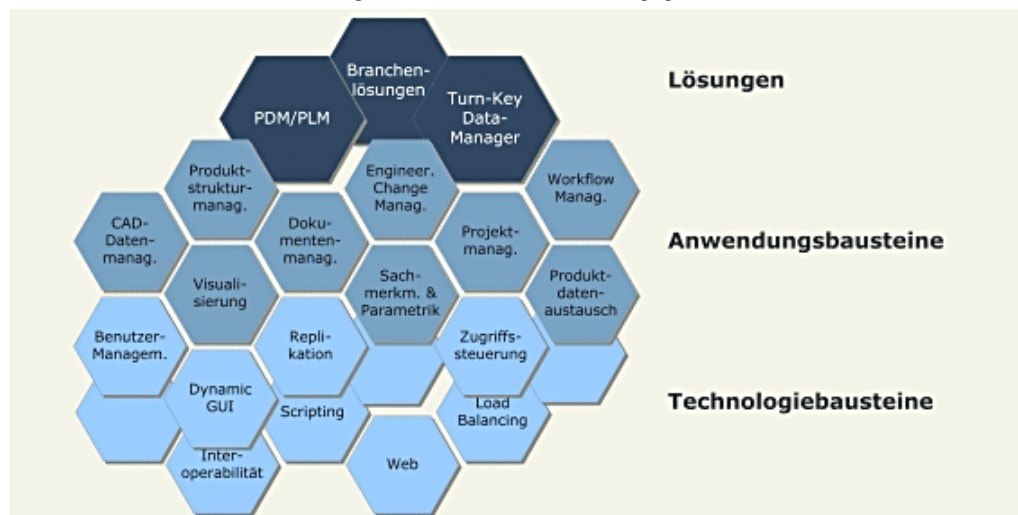 Branchen-
lösungen
PDM/PLM
Turn-Key
Data-
Manager
Lösungen
Produkt-
struktur-
manag.
Engineer.
Change
Manag.
Workflow
Manag.
CAD-
Daten-
manag.
Doku-
menten-
manag.
Projekt-
manag.
Anwendungsbausteine
Visuali-
sierung
Sach-
merkm. &
Parametrik
Produkt-
daten-
austausch
Benutzer-
Managem.
Repli-
kation
Zugriffs-
steuerung
Dynamic
GUI
Scripting
Load
Balancing
Technologiebausteine
Inter-
operabilität
Web